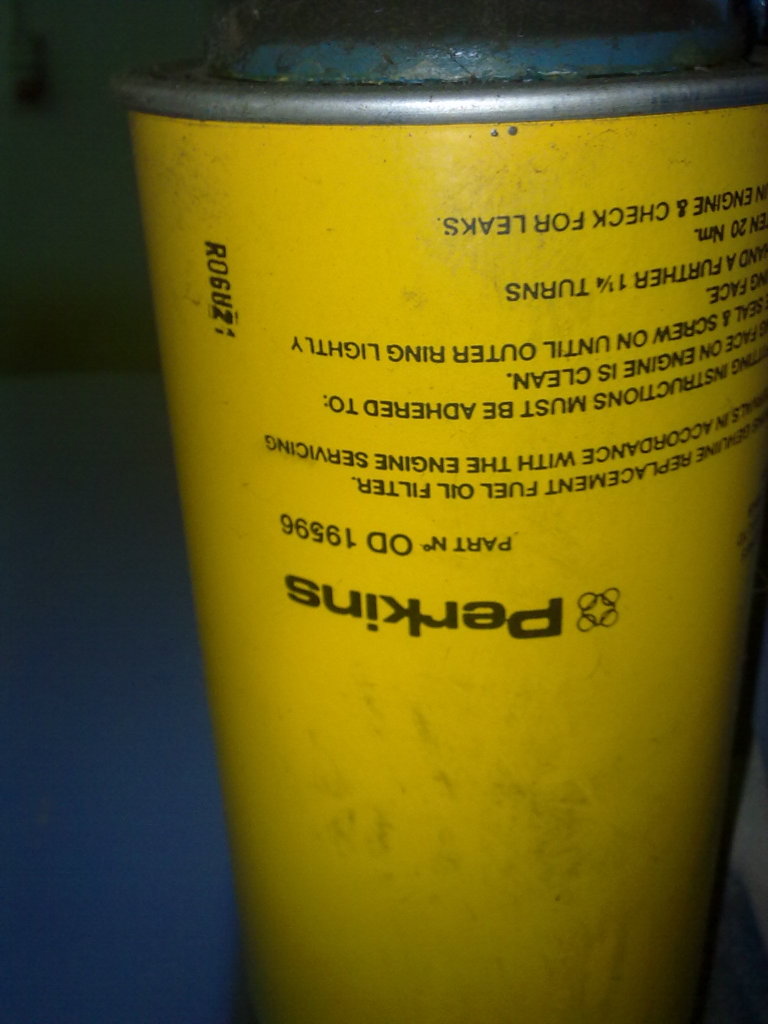 Perkins
PART Nº OD 19596
GENUINE REPLACEMENT FUEL OIL FILTER.
IN ACCORDANCE WITH THE ENGINE SERVICING
INSTRUCTIONS MUST BE ADHERED TO:
FACE ON ENGINE IS CLEAN.
SEAL & SCREW ON UNTIL OUTER RING LIGHTLY
FACE.
HAND A FURTHER 1¼ TURNS
20 Nm.
ENGINE & CHECK FOR LEAKS.